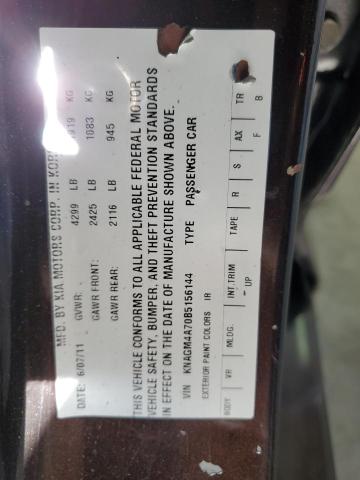 MFD. BY KIA MOTORS CORP. IN KOREA
DATE: 6/07/11 GVWR: 4299 LB 1919 KG
GAWR FRONT: 2425 LB 1083 KG
GAWR REAR: 2116 LB 945 KG
THIS VEHICLE CONFORMS TO ALL APPLICABLE FEDERAL MOTOR
VEHICLE SAFETY, BUMPER, AND THEFT PREVENTION STANDARDS
IN EFFECT ON THE DATE OF MANUFACTURE SHOWN ABOVE.
VIN KNAGM4A70B5156144 TYPE PASSENGER CAR
EXTERIOR PAINT COLORS IR
BODY VR MLDG. INT.TRIM TAPE R S AX TR
UP F B